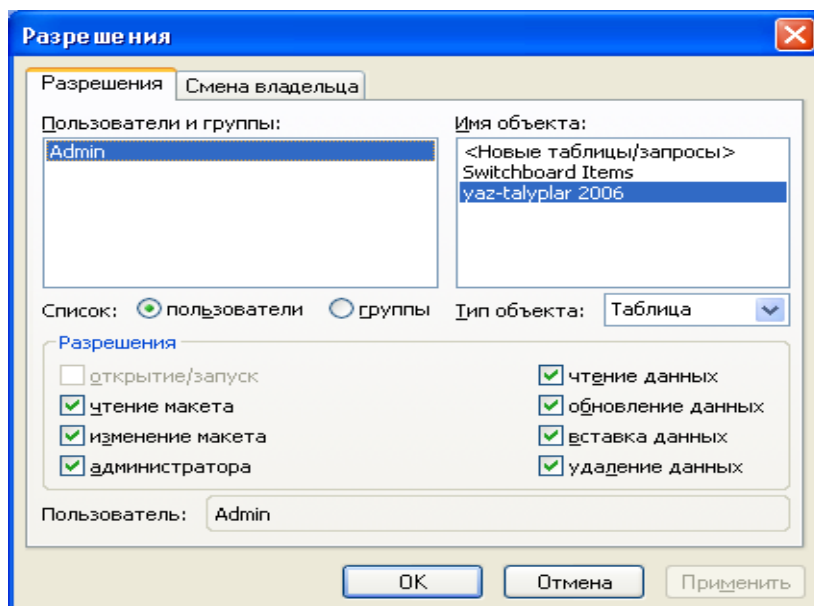 Разрешения
Разрешения Смена владельца
Пользователи и группы: Имя объекта:
Admin
<Новые таблицы/запросы>
Switchboard Items
yaz-talyplar 2006
Список: пользователи группы Тип объекта: Таблица
Разрешения
открытие/запуск чтение данных
чтение макета обновление данных
изменение макета вставка данных
администратора удаление данных
Пользователь: Admin
OK Отмена Применить